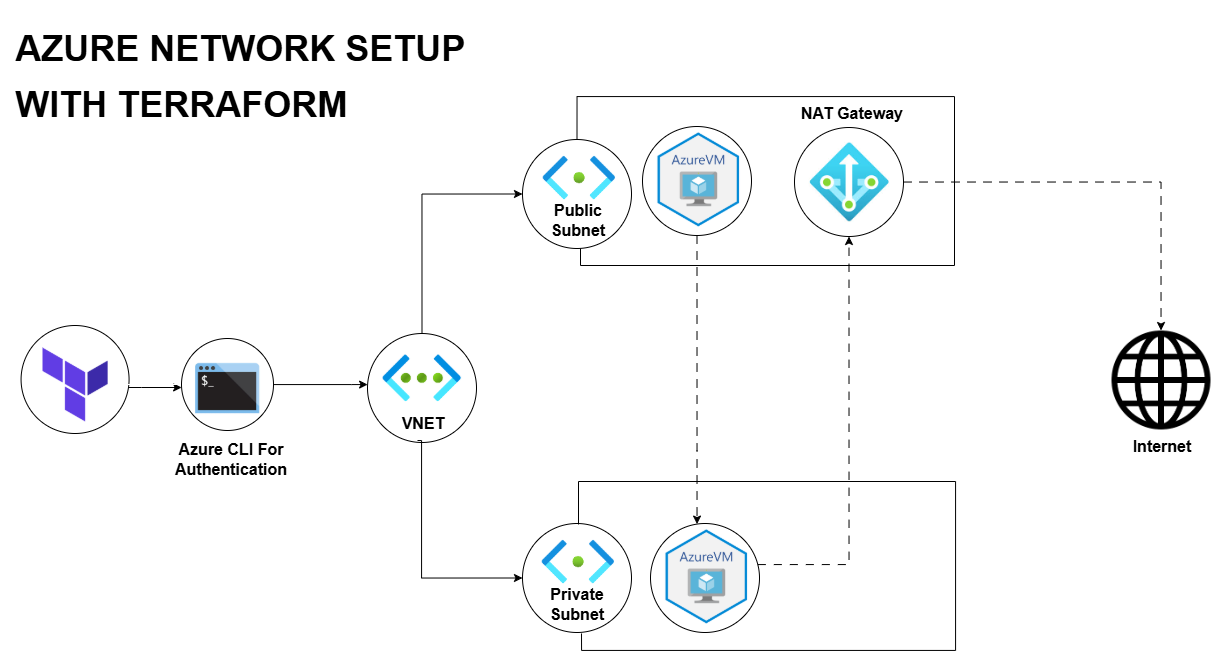 AZURE NETWORK SETUP
WITH TERRAFORM
NAT Gateway
AzureVM
Public
Subnet
$_
VNET
Azure CLI For
Authentication
Internet
AzureVM
Private
Subnet